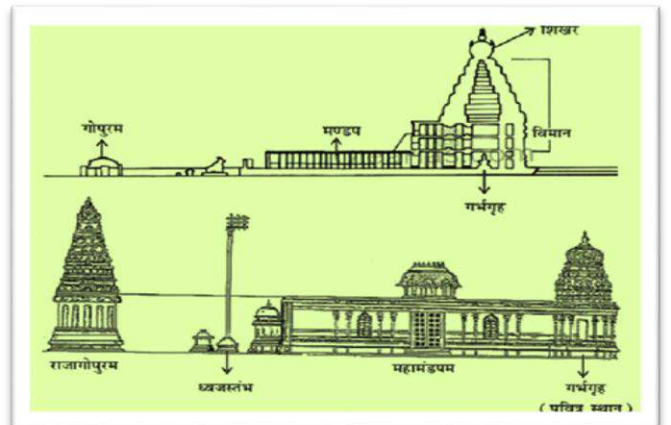 शिखर
गोपुरम
मण्डप
विमान
गर्भगृह
राजागोपुरम
ध्वजस्तंभ
महामंडपम
गर्भगृह
( पवित्र स्थान )